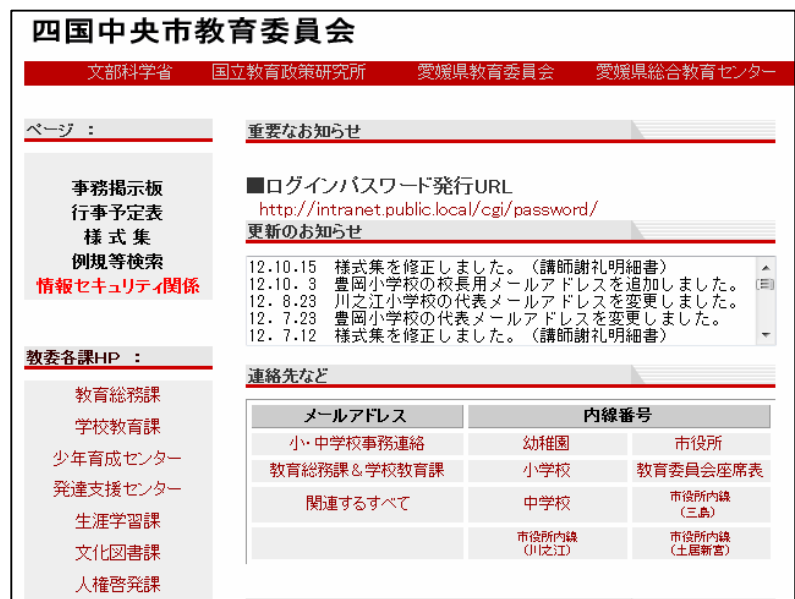 四国中央市教育委員会
文部科学省 国立教育政策研究所 愛媛県教育委員会 愛媛県総合教育センター
ページ ：
事務掲示板
行事予定表
様 式 集
例規等検索
情報セキュリティ関係
教委各課HP ：
教育総務課
学校教育課
少年育成センター
発達支援センター
生涯学習課
文化図書課
人権啓発課
重要なお知らせ
■ログインパスワード発行URL
http://intranet.public.local/cgi/password/
更新のお知らせ
12.10.15 様式集を修正しました。（講師謝礼明細書）
12.10. 3 豊岡小学校の校長用メールアドレスを追加しました。
12. 8.23 川之江小学校の代表メールアドレスを変更しました。
12. 7.23 豊岡小学校の代表メールアドレスを変更しました。
12. 7.12 様式集を修正しました。（講師謝礼明細書）
連絡先など
メールアドレス 内線番号
小・中学校事務連絡 幼稚園 市役所
教育総務課＆学校教育課 小学校 教育委員会座席表
関連するすべて 中学校 市役所内線
（三島）
市役所内線 市役所内線
（川之江） （土居新宮）